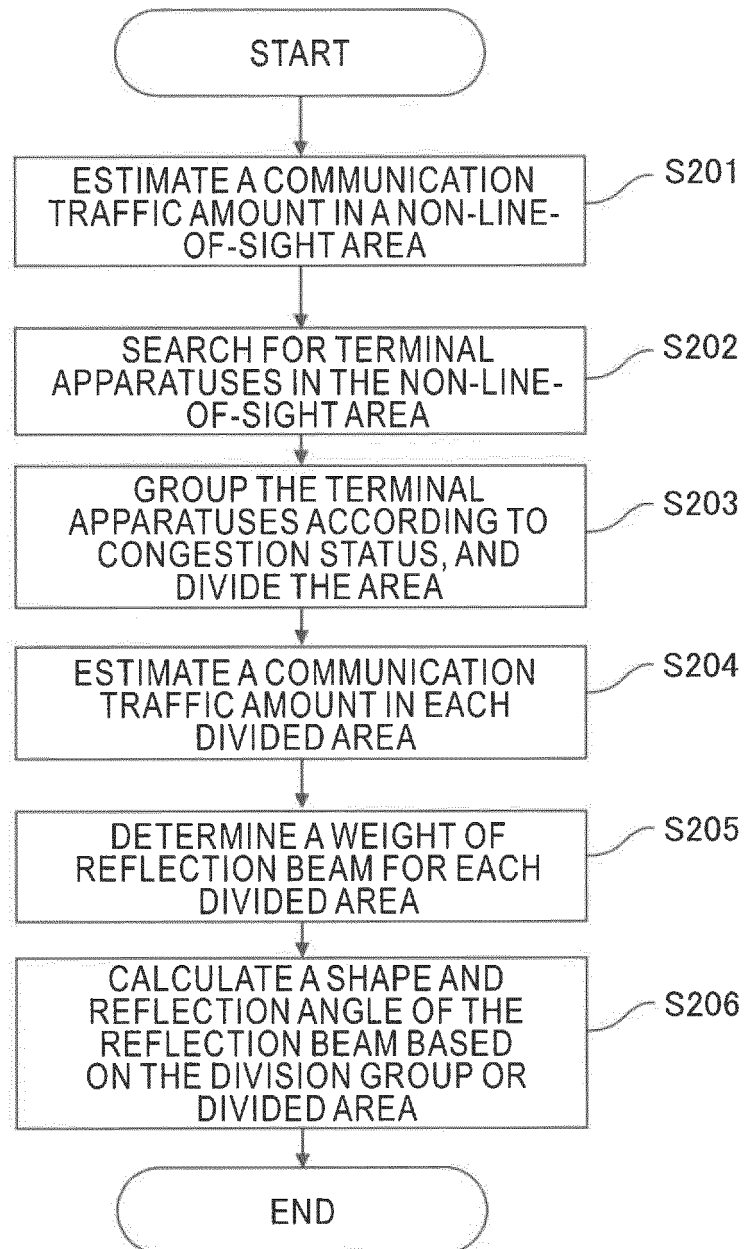 START
ESTIMATE A COMMUNICATION
TRAFFIC AMOUNT IN A NON-LINE-
OF-SIGHT AREA
S201
SEARCH FOR TERMINAL
APPARATUSES IN THE NON-LINE-
OF-SIGHT AREA
S202
GROUP THE TERMINAL
APPARATUSES ACCORDING TO
CONGESTION STATUS, AND
DIVIDE THE AREA
S203
ESTIMATE A COMMUNICATION
TRAFFIC AMOUNT IN EACH
DIVIDED AREA
S204
DETERMINE A WEIGHT OF
REFLECTION BEAM FOR EACH
DIVIDED AREA
S205
CALCULATE A SHAPE AND
REFLECTION ANGLE OF THE
REFLECTION BEAM BASED
ON THE DIVISION GROUP OR
DIVIDED AREA
S206
END